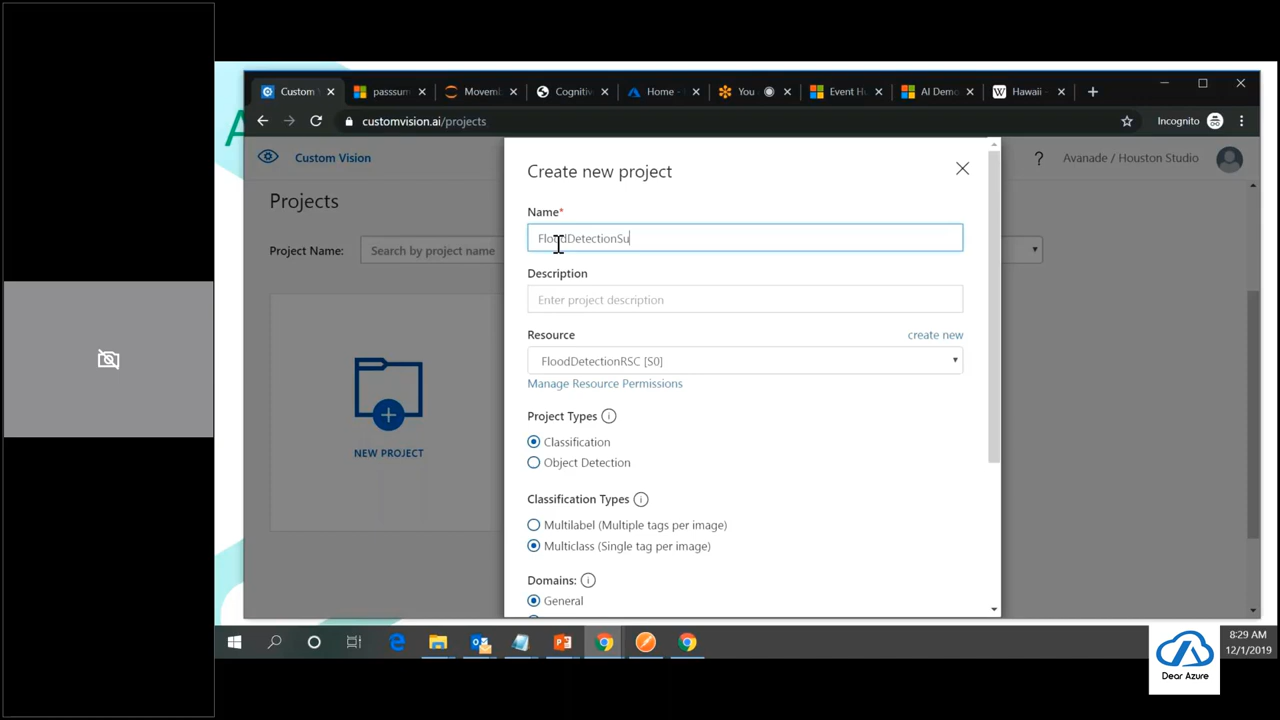 Custom
passsum
Movemb
Cognitiv
Home -
You
Event H
AI Demo
Hawaii -
customvision.ai/projects
Incognito
Custom Vision
? Avanade / Houston Studio
Projects
Project Name: Search by project name
NEW PROJECT
Create new project
Name*
FloodDetectionSu
Description
Enter project description
Resource create new
FloodDetectionRSC [S0]
Manage Resource Permissions
Project Types i
Classification
Object Detection
Classification Types i
Multilabel (Multiple tags per image)
Multiclass (Single tag per image)
Domains: i
General
8:29 AM
12/1/2019
Dear Azure